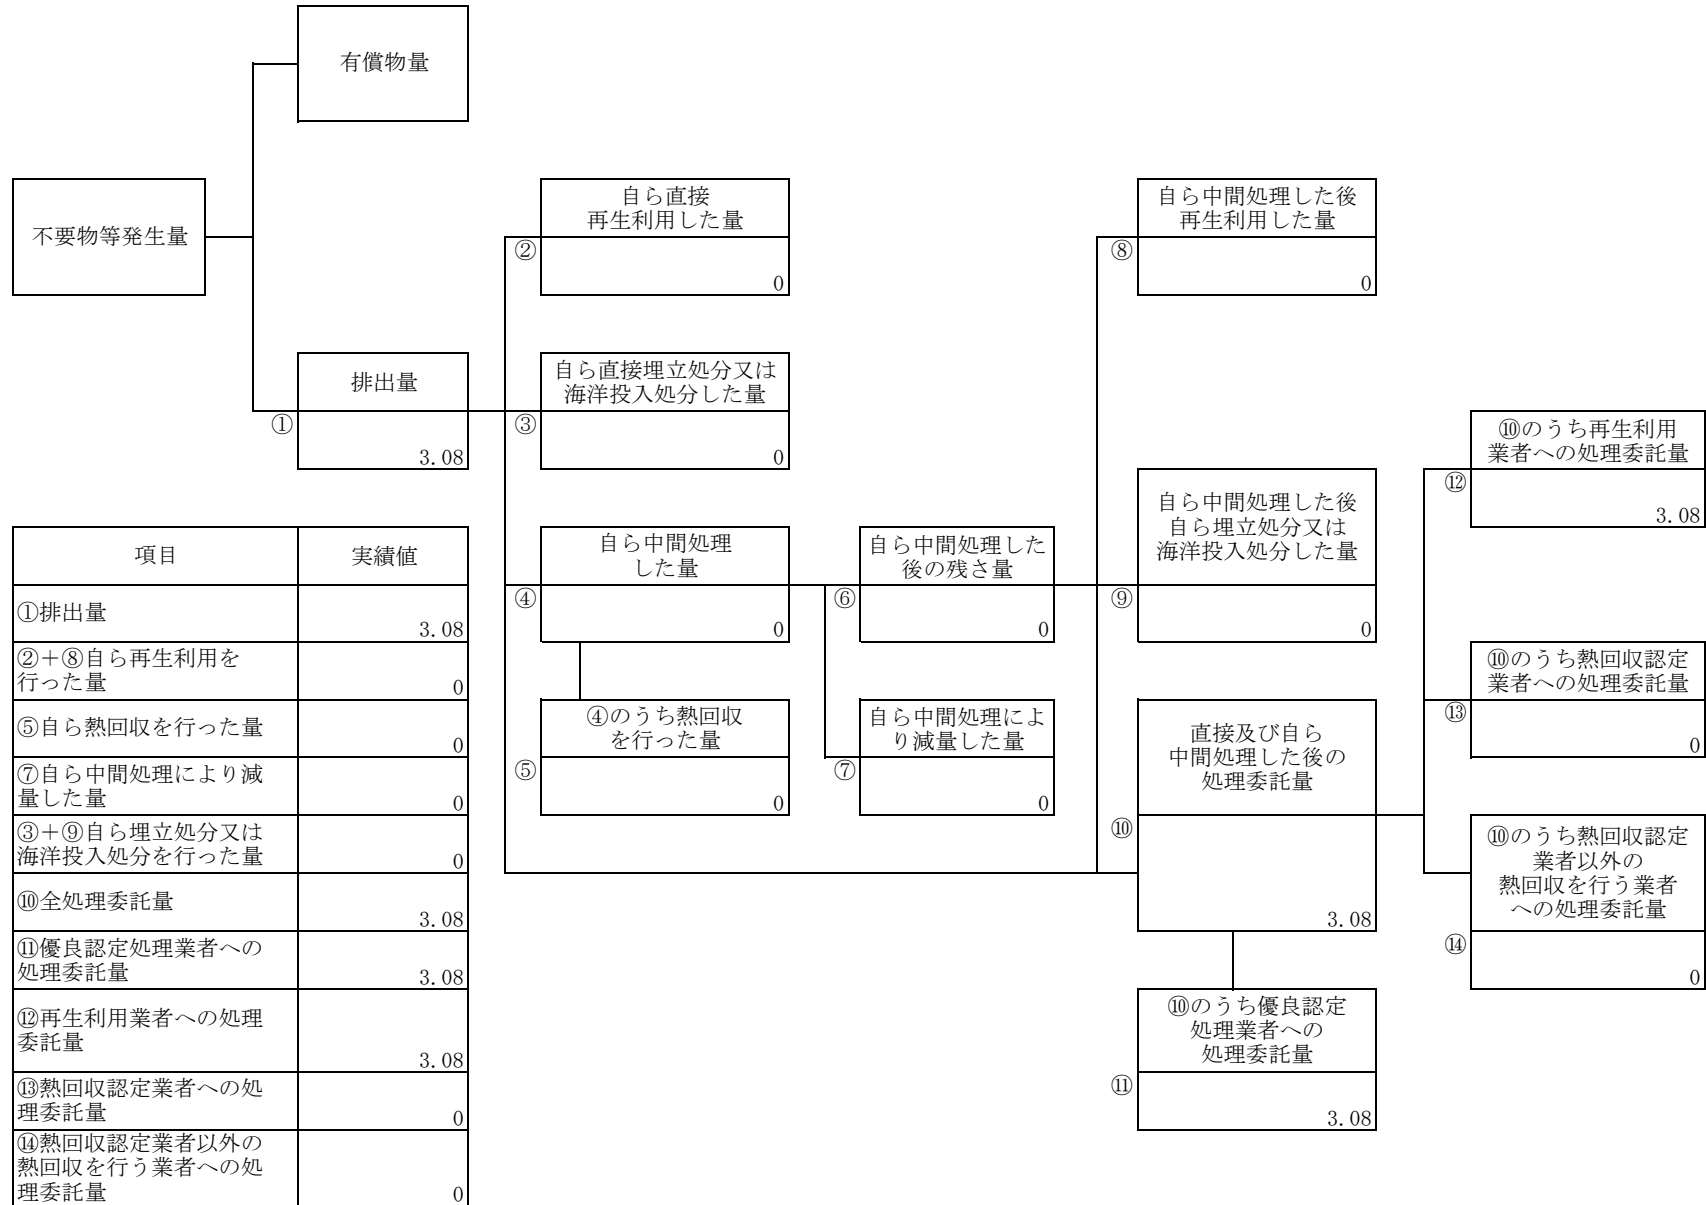 有償物量
不要物等発生量
自ら直接
再生利用した量
②
0
自ら中間処理した後
再生利用した量
⑧
0
排出量
①
3.08
自ら直接埋立処分又は
海洋投入処分した量
③
0
⑩のうち再生利用
業者への処理委託量
⑫
3.08
自ら中間処理
した量
④
0
自ら中間処理した
後の残さ量
⑥
0
自ら中間処理した後
自ら埋立処分又は
海洋投入処分した量
⑨
0
⑩のうち熱回収認定
業者への処理委託量
⑬
0
④のうち熱回収
を行った量
⑤
0
自ら中間処理によ
り減量した量
⑦
0
直接及び自ら
中間処理した後の
処理委託量
⑩
3.08
⑩のうち熱回収認定
業者以外の
熱回収を行う業者
への処理委託量
⑭
0
⑩のうち優良認定
処理業者への
処理委託量
⑪
3.08
項目 実績値
①排出量
3.08
②＋⑧自ら再生利用を
行った量
0
⑤自ら熱回収を行った量
0
⑦自ら中間処理により減
量した量
0
③＋⑨自ら埋立処分又は
海洋投入処分を行った量
0
⑩全処理委託量
3.08
⑪優良認定処理業者への
処理委託量
3.08
⑫再生利用業者への処理
委託量
3.08
⑬熱回収認定業者への処
理委託量
0
⑭熱回収認定業者以外の
熱回収を行う業者への処
理委託量
0